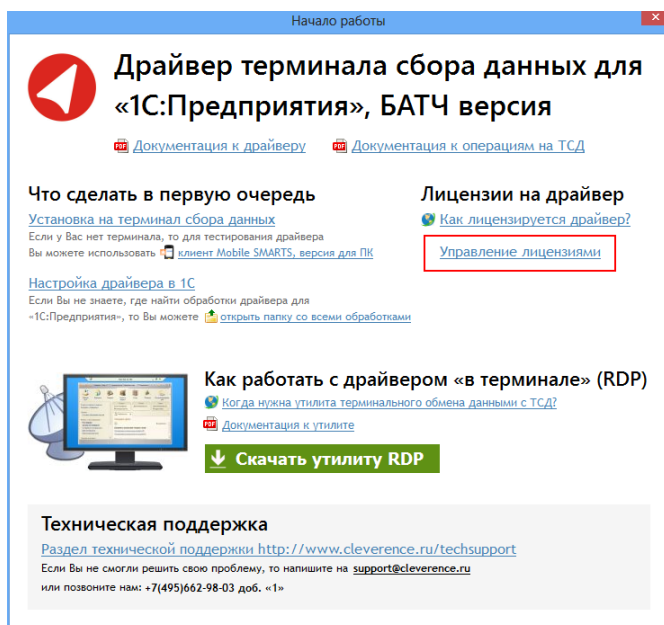 Начало работы
Драйвер терминала сбора данных для
«1С:Предприятия», БАТЧ версия
Документация к драйверу Документация к операциям на ТСД
Что сделать в первую очередь
Установка на терминал сбора данных
Если у Вас нет терминала, то для тестирования драйвера
Вы можете использовать клиент Mobile SMARTS, версия для ПК
Настройка драйвера в 1С
Если Вы не знаете, где найти обработки драйвера для
«1С:Предприятия», то Вы можете открыть папку со всеми обработками
Лицензии на драйвер
Как лицензируется драйвер?
Управление лицензиями
Как работать с драйвером «в терминале» (RDP)
Когда нужна утилита терминального обмена данными с ТСД?
Документация к утилите
Скачать утилиту RDP
Техническая поддержка
Раздел технической поддержки http://www.cleverence.ru/techsupport
Если Вы не смогли решить свою проблему, то напишите на support@cleverence.ru
или позвоните нам: +7(495)662-98-03 доб. «1»